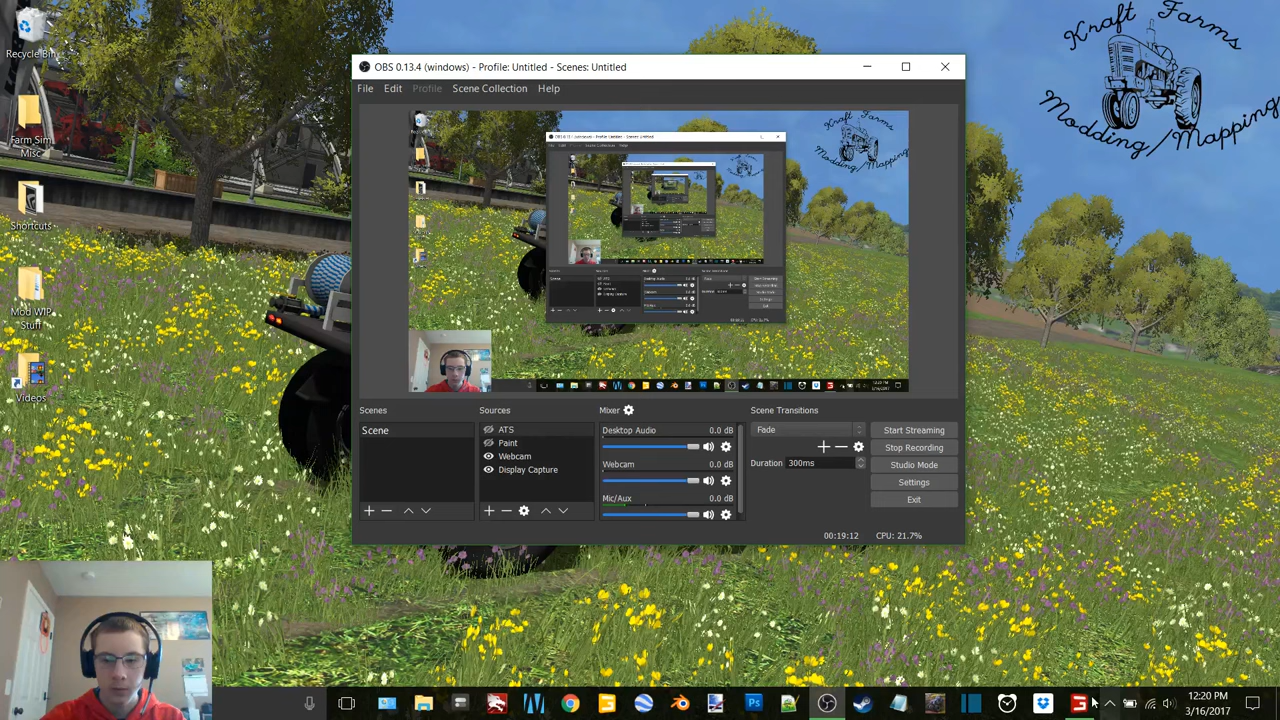 Recycle Bin
Farm Sim Misc
Shortcuts
Mod WIP Stuff
Videos
Kraft Farms
Modding/Mapping
OBS 0.13.4 (windows) - Profile: Untitled - Scenes: Untitled
File Edit Profile Scene Collection Help
Kraft Farms
Modding/Mapping
Scenes
Scene
Sources
ATS
Paint
Webcam
Display Capture
Mixer
Desktop Audio 0.0 dB
Webcam 0.0 dB
Mic/Aux 0.0 dB
Scene Transitions
Fade
Duration 300ms
Start Streaming
Stop Recording
Studio Mode
Settings
Exit
00:19:12 CPU: 21.7%
12:20 PM
3/16/2017